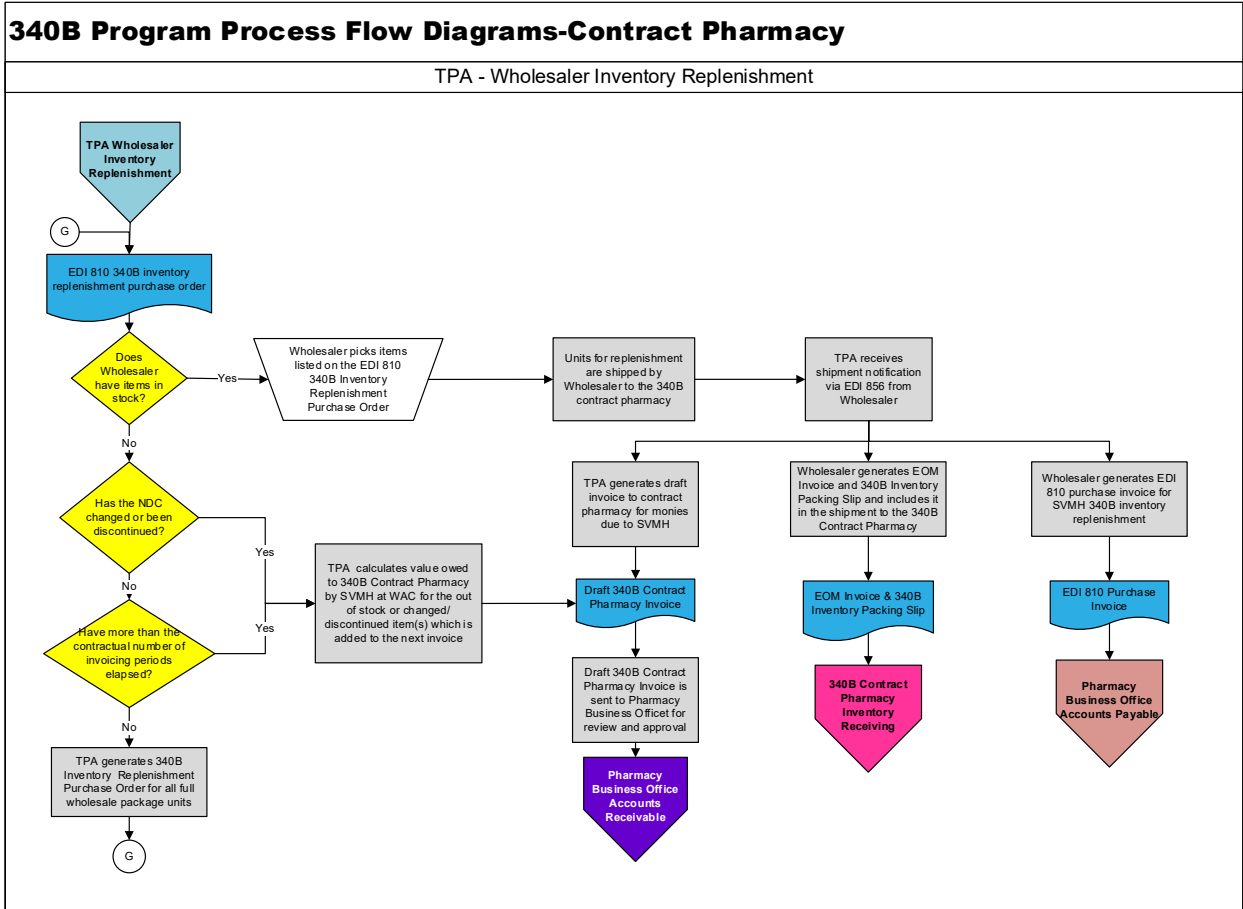 340B Program Process Flow Diagrams-Contract Pharmacy
TPA - Wholesaler Inventory Replenishment
TPA Wholesaler
Inventory
Replenishment
G
EDI 810 340B inventory
replenishment purchase order
Does
Wholesaler
have items in
stock?
Yes
Wholesaler picks items
listed on the EDI 810
340B Inventory
Replenishment
Purchase Order
Units for replenishment
are shipped by
Wholesaler to the 340B
contract pharmacy
TPA receives
shipment notification
via EDI 856 from
Wholesaler
No
Has the NDC
changed or been
discontinued?
Yes
No
Have more than the
contractual number of
invoicing periods
elapsed?
Yes
TPA calculates value owed
to 340B Contract Pharmacy
by SVMH at WAC for the out
of stock or changed/
discontinued item(s) which is
added to the next invoice
No
TPA generates 340B
Inventory Replenishment
Purchase Order for all full
wholesale package units
G
TPA generates draft
invoice to contract
pharmacy for monies
due to SVMH
Draft 340B Contract
Pharmacy Invoice
Draft 340B Contract
Pharmacy Invoice is
sent to Pharmacy
Business Officet for
review and approval
Pharmacy
Business Office
Accounts
Receivable
Wholesaler generates EOM
Invoice and 340B Inventory
Packing Slip and includes it
in the shipment to the 340B
Contract Pharmacy
EOM Invoice & 340B
Inventory Packing Slip
340B Contract
Pharmacy
Inventory
Receiving
Wholesaler generates EDI
810 purchase invoice for
SVMH 340B inventory
replenishment
EDI 810 Purchase
Invoice
Pharmacy
Business Office
Accounts Payable